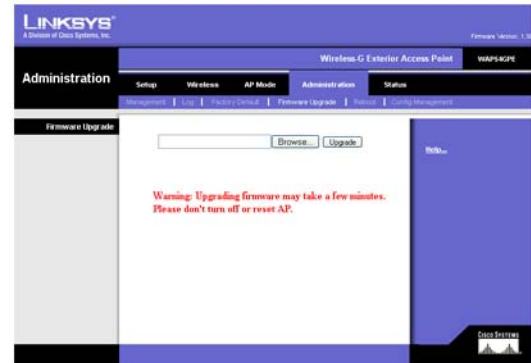 LINKSYS®
A Division of Cisco Systems, Inc.
Firmware Version: 1.
Wireless-G Exterior Access Point WAP54GPE
Administration
Setup Wireless AP Mode Administration Status
Management | Log | Factory Default | Firmware Upgrade | Reboot | Config Management
Firmware Upgrade
Browse... Upgrade
Help...
Warning: Upgrading firmware may take a few minutes.
Please don't turn off or reset AP.
CISCO SYSTEMS